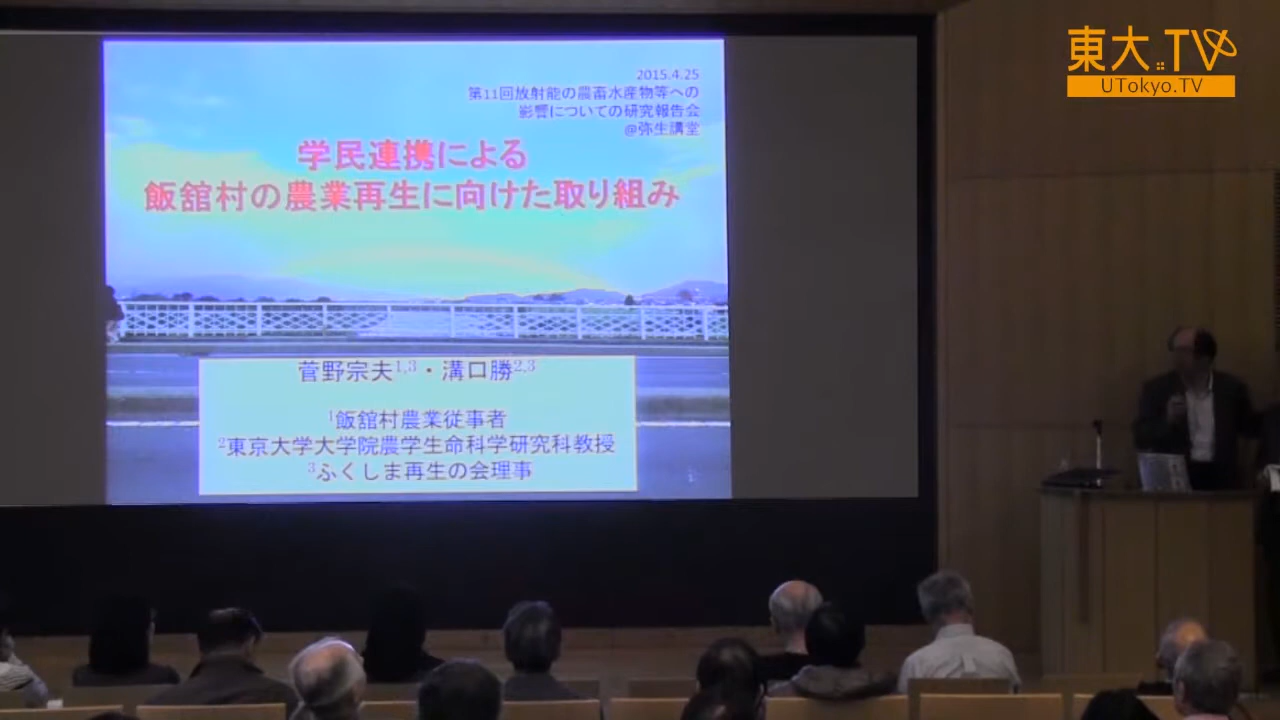 東大TV
UTokyo.TV
2015.4.25
第11回放射能の農畜水産物等への
影響についての研究報告会
@弥生講堂
学民連携による
飯舘村の農業再生に向けた取り組み
菅野宗夫1,3・溝口勝2,3
1飯舘村農業従事者
2東京大学大学院農学生命科学研究科教授
3ふくしま再生の会理事